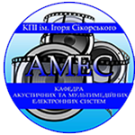 КПІ ім. Ігоря Сікорського
АМЕС
КАФЕДРА
АКУСТИЧНИХ ТА МУЛЬТИМЕДІЙНИХ
ЕЛЕКТРОННИХ СИСТЕМ